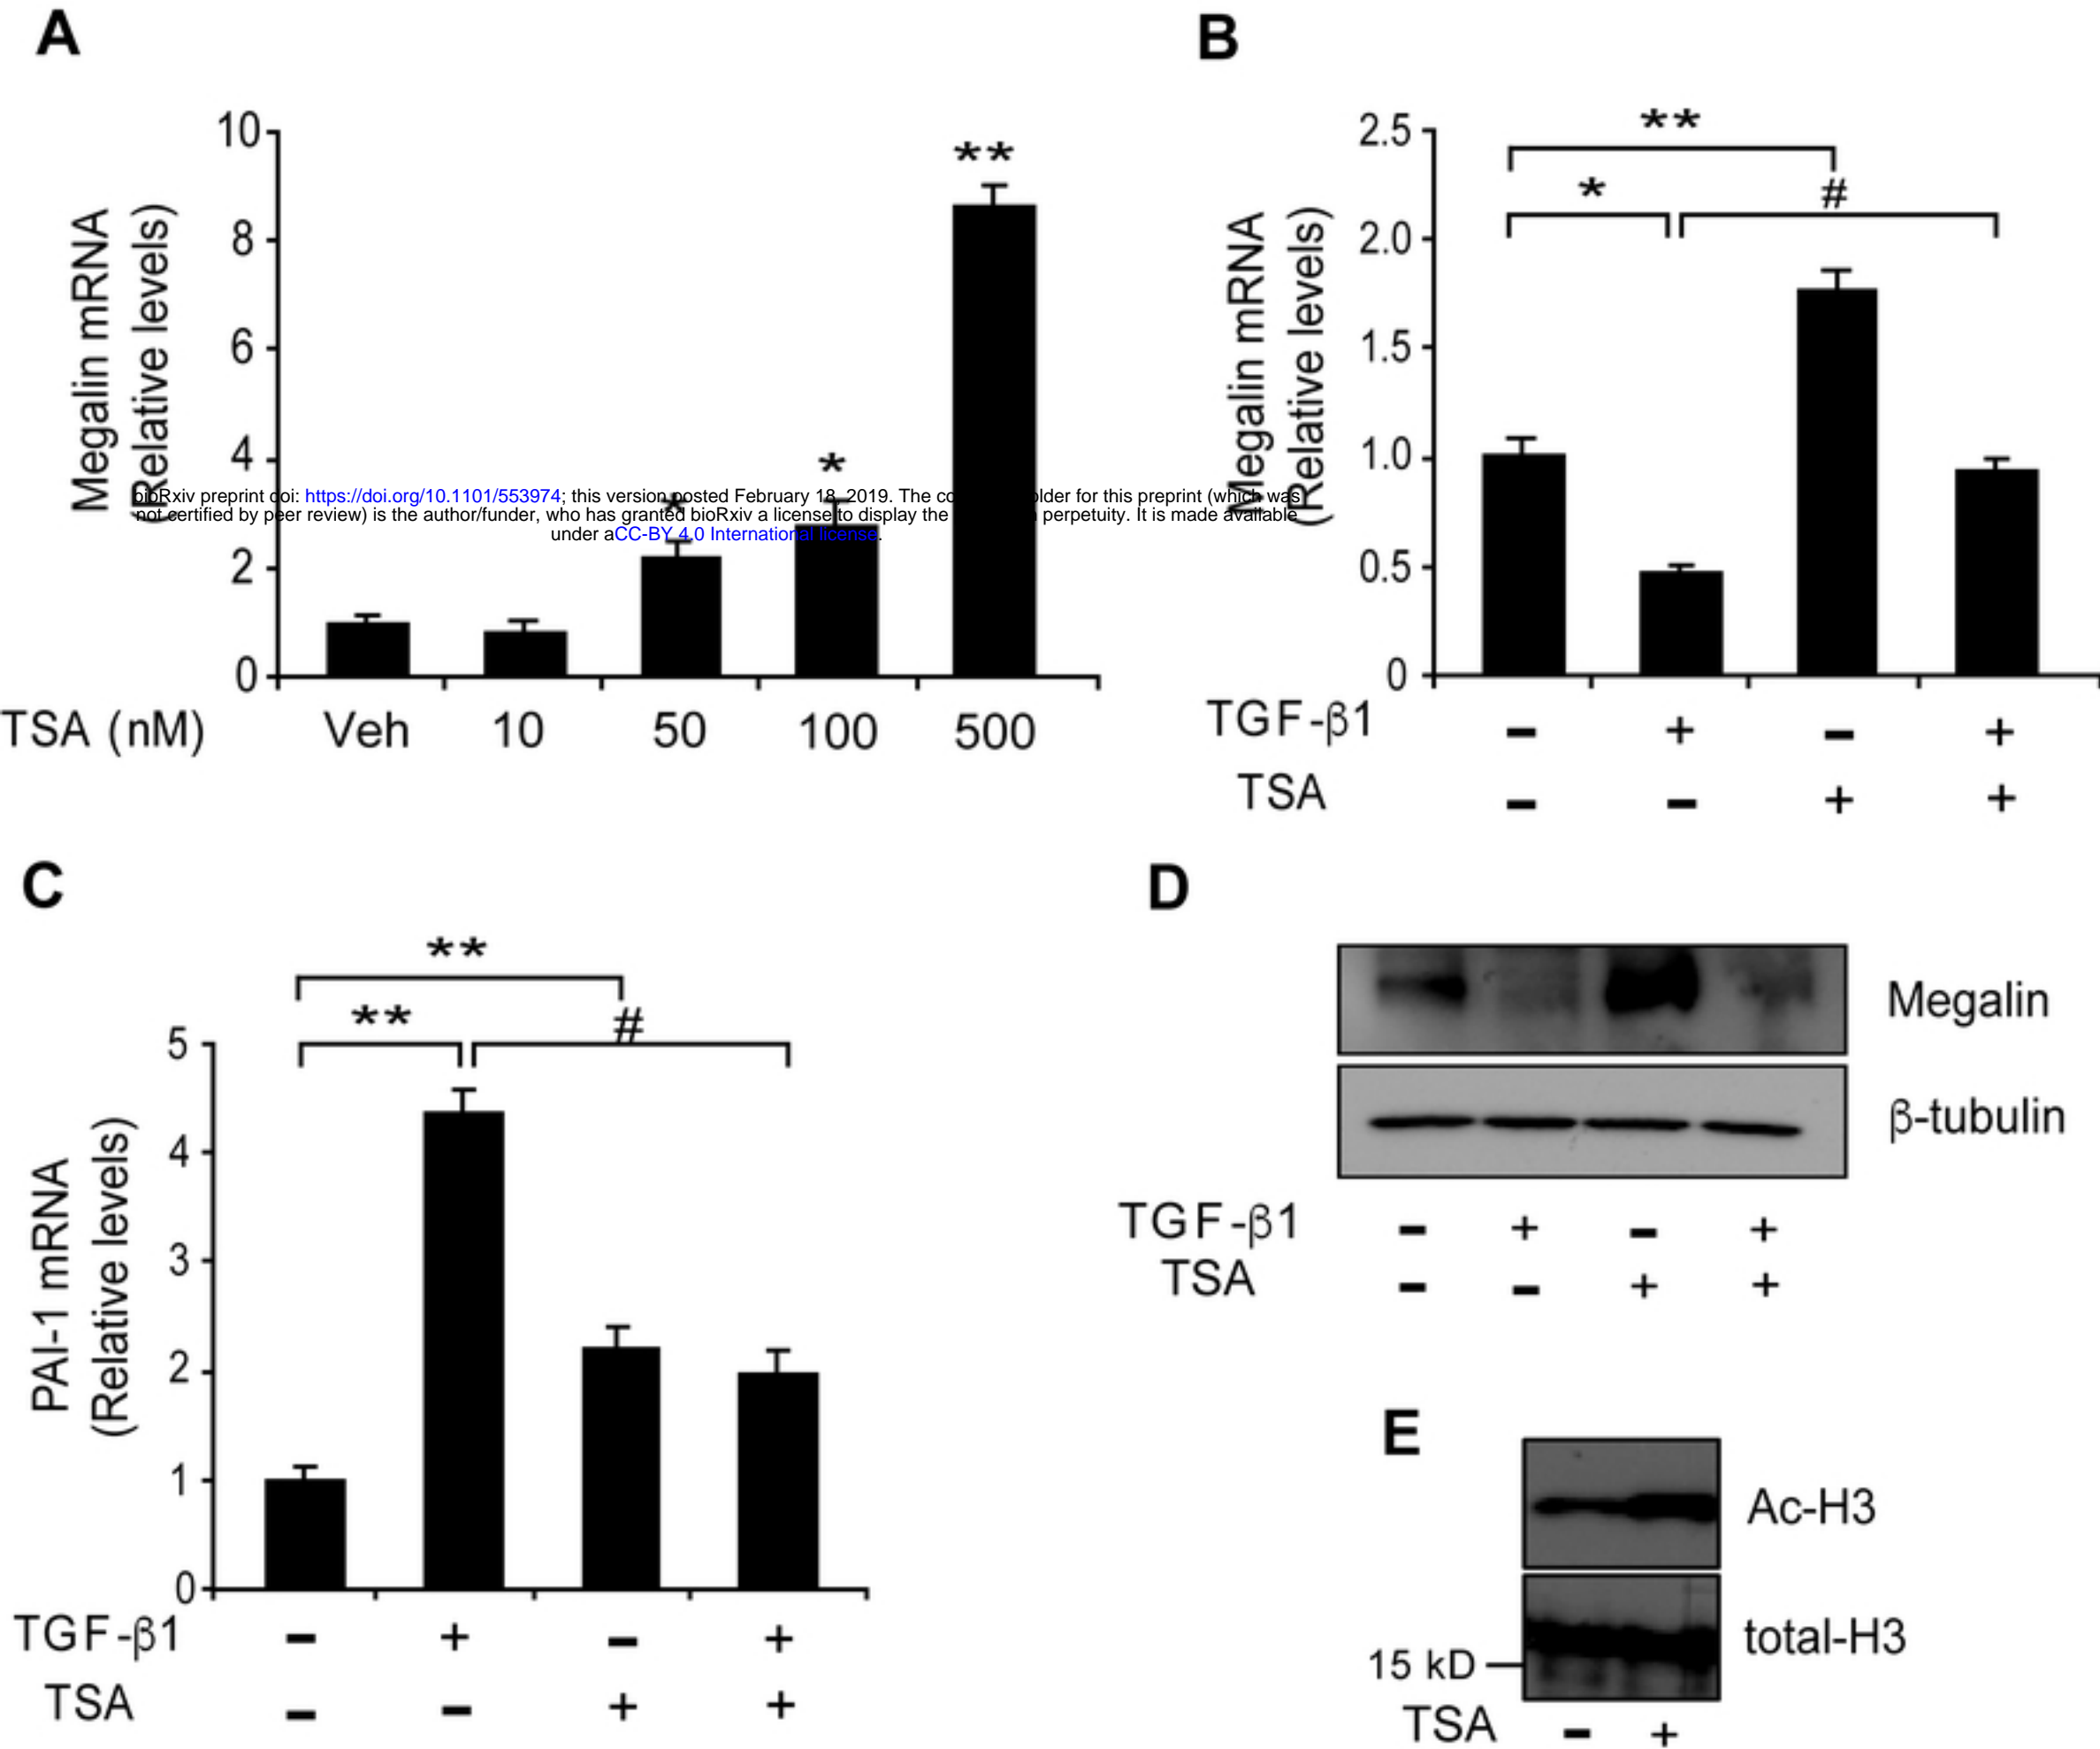 A
Megalin mRNA
(Relative levels)
10
8
6
4
2
0
**
*
*
TSA (nM) Veh 10 50 100 500
bioRxiv preprint doi: https://doi.org/10.1101/553974; this version posted February 18, 2019. The co older for this preprint (which was
not certified by peer review) is the author/funder, who has granted bioRxiv a license to display the perpetuity. It is made available
under aCC-BY 4.0 International license.
B
Megalin mRNA
(Relative levels)
2.5
2.0
1.5
1.0
0.5
0
**
* #
TGF-β1 - + - +
TSA - - + +
C
PAI-1 mRNA
(Relative levels)
5
4
3
2
1
0
**
** #
TGF-β1 - + - +
TSA - - + +
D
Megalin
β-tubulin
TGF-β1 - + - +
TSA - - + +
E
Ac-H3
total-H3
15 kD
TSA - +